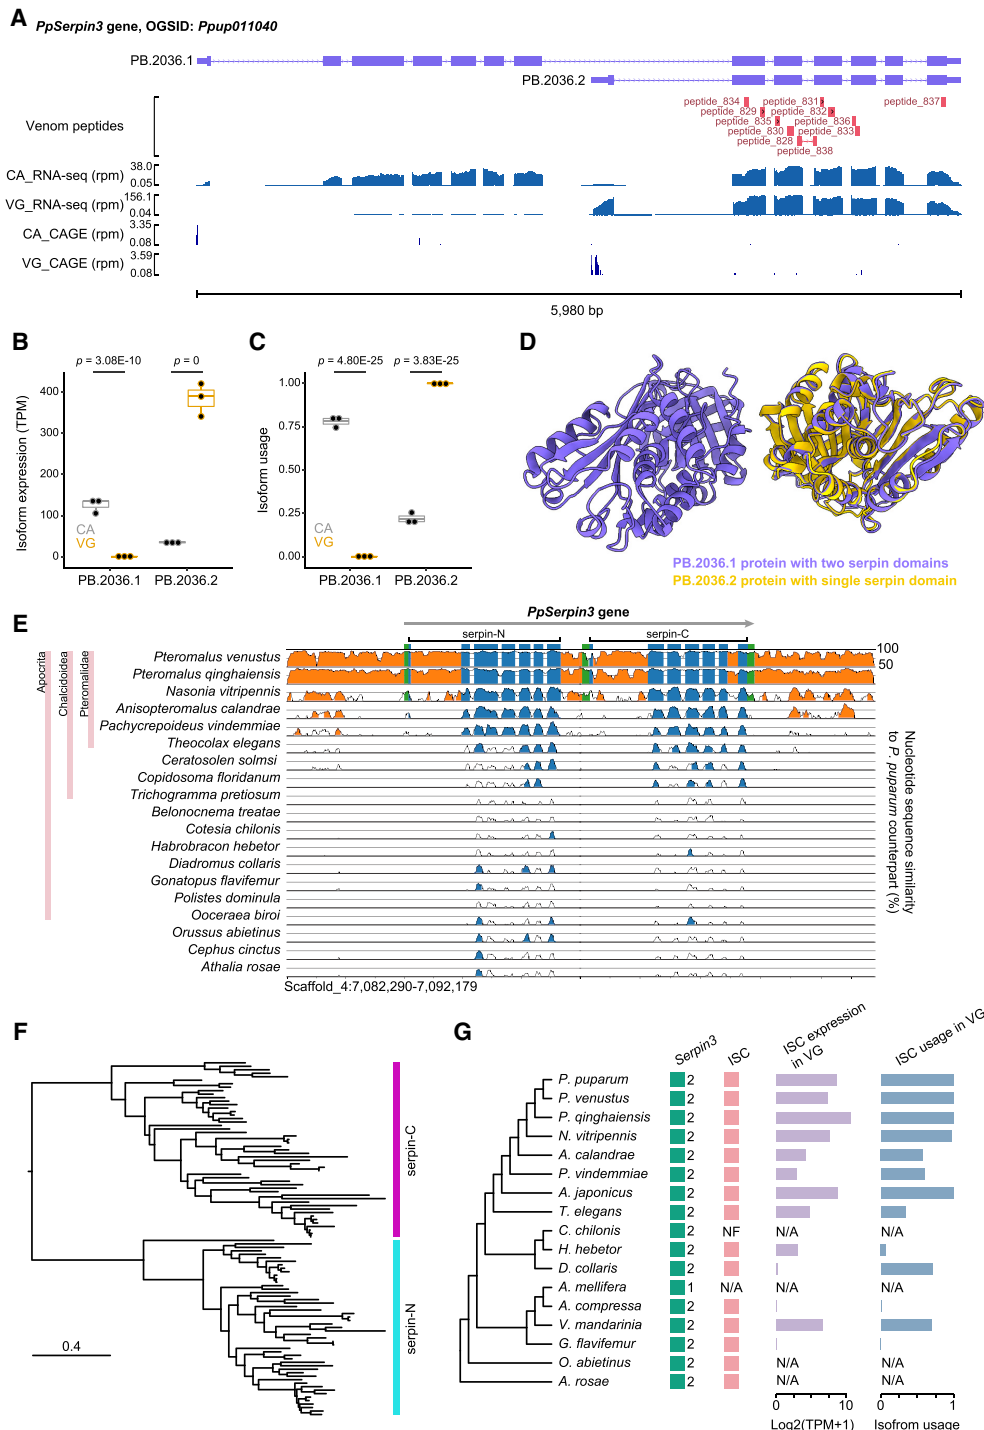 A
PpSerpin3 gene, OGSID: Ppup011040
PB.2036.1
PB.2036.2
Venom peptides
peptide_834
peptide_831
peptide_837
peptide_829
peptide_832
peptide_835
peptide_836
peptide_830
peptide_833
peptide_828
peptide_838
CA_RNA-seq (rpm)
38.0
0.05
VG_RNA-seq (rpm)
156.1
0.04
CA_CAGE (rpm)
3.35
0.08
VG_CAGE (rpm)
3.59
0.08
5,980 bp
B
p = 3.08E-10
p = 0
Isoform expression (TPM)
400
300
200
100
0
CA
VG
PB.2036.1
PB.2036.2
C
p = 4.80E-25
p = 3.83E-25
Isoform usage
1.00
0.75
0.50
0.25
0.00
CA
VG
PB.2036.1
PB.2036.2
D
PB.2036.1 protein with two serpin domains
PB.2036.2 protein with single serpin domain
E
PpSerpin3 gene
serpin-N
serpin-C
Apocrita
Chalcidoidea
Pteromalidae
100
50
Pteromalus venustus
Pteromalus qinghaiensis
Nasonia vitripennis
Anisopteromalus calandrae
Pachycrepoideus vindemmiae
Theocolax elegans
Ceratosolen solmsi
Copidosoma floridanum
Trichogramma pretiosum
Belonocnema treatae
Cotesia chilonis
Habrobracon hebetor
Diadromus collaris
Gonatopus flavifemur
Polistes dominula
Ooceraea biroi
Orussus abietinus
Cephus cinctus
Athalia rosae
Nucleotide sequence similarity
to P. puparum counterpart (%)
Scaffold_4:7,082,290-7,092,179
F
serpin-C
serpin-N
0.4
G
Serpin3
ISC
ISC expression
in VG
ISC usage in VG
P. puparum 2
P. venustus 2
P. qinghaiensis 2
N. vitripennis 2
A. calandrae 2
P. vindemmiae 2
A. japonicus 2
T. elegans 2
C. chilonis 2 NF N/A N/A
H. hebetor 2
D. collaris 2
A. mellifera 1 N/A N/A N/A
A. compressa 2
V. mandarinia 2
G. flavifemur 2
O. abietinus 2 N/A N/A
A. rosae 2 N/A N/A
0 10
Log2(TPM+1)
0 1
Isofrom usage